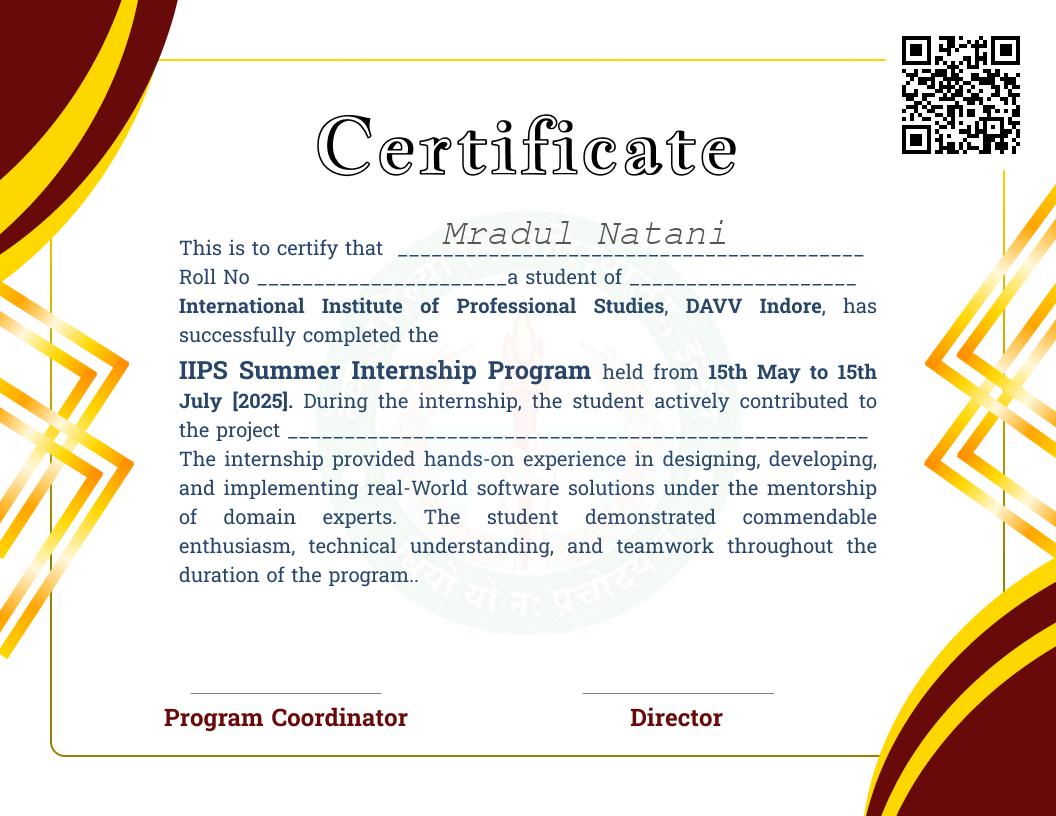 Certificate
Mradul Natani
This is to certify that _________________________________________
Roll No ______________________a student of ____________________
International Institute of Professional Studies, DAVV Indore, has
successfully completed the
IIPS Summer Internship Program held from 15th May to 15th
July [2025]. During the internship, the student actively contributed to
the project ___________________________________________________
The internship provided hands-on experience in designing, developing,
and implementing real-World software solutions under the mentorship
of domain experts. The student demonstrated commendable
enthusiasm, technical understanding, and teamwork throughout the
duration of the program..
यो नः प्रचोदया
Program Coordinator
Director